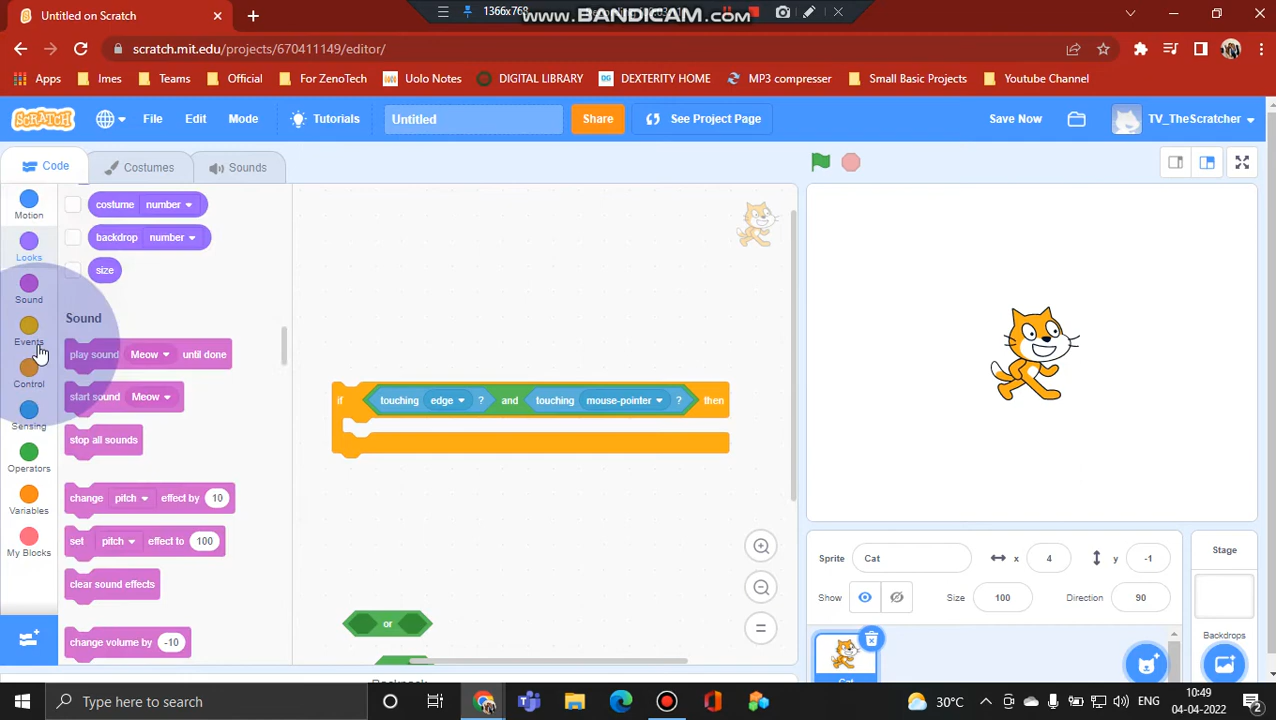 Untitled on Scratch
1366x768
www.BANDICAM.com
scratch.mit.edu/projects/670411149/editor/
Apps Imes Teams Official For ZenoTech Uolo Notes DIGITAL LIBRARY DEXTERITY HOME MP3 compresser Small Basic Projects Youtube Channel
SCRATCH File Edit Mode Tutorials Untitled Share See Project Page Save Now TV_TheScratcher
Code Costumes Sounds
Motion
Looks
Sound
Events
Control
Sensing
Operators
Variables
My Blocks
costume number
backdrop number
size
Sound
play sound Meow until done
start sound Meow
stop all sounds
change pitch effect by 10
set pitch effect to 100
clear sound effects
change volume by -10
if touching edge ? and touching mouse-pointer ? then
or
Sprite Cat x 4 y -1
Show Size 100 Direction 90
Stage
Backdrops
Type here to search
30°C
ENG
10:49
04-04-2022
2